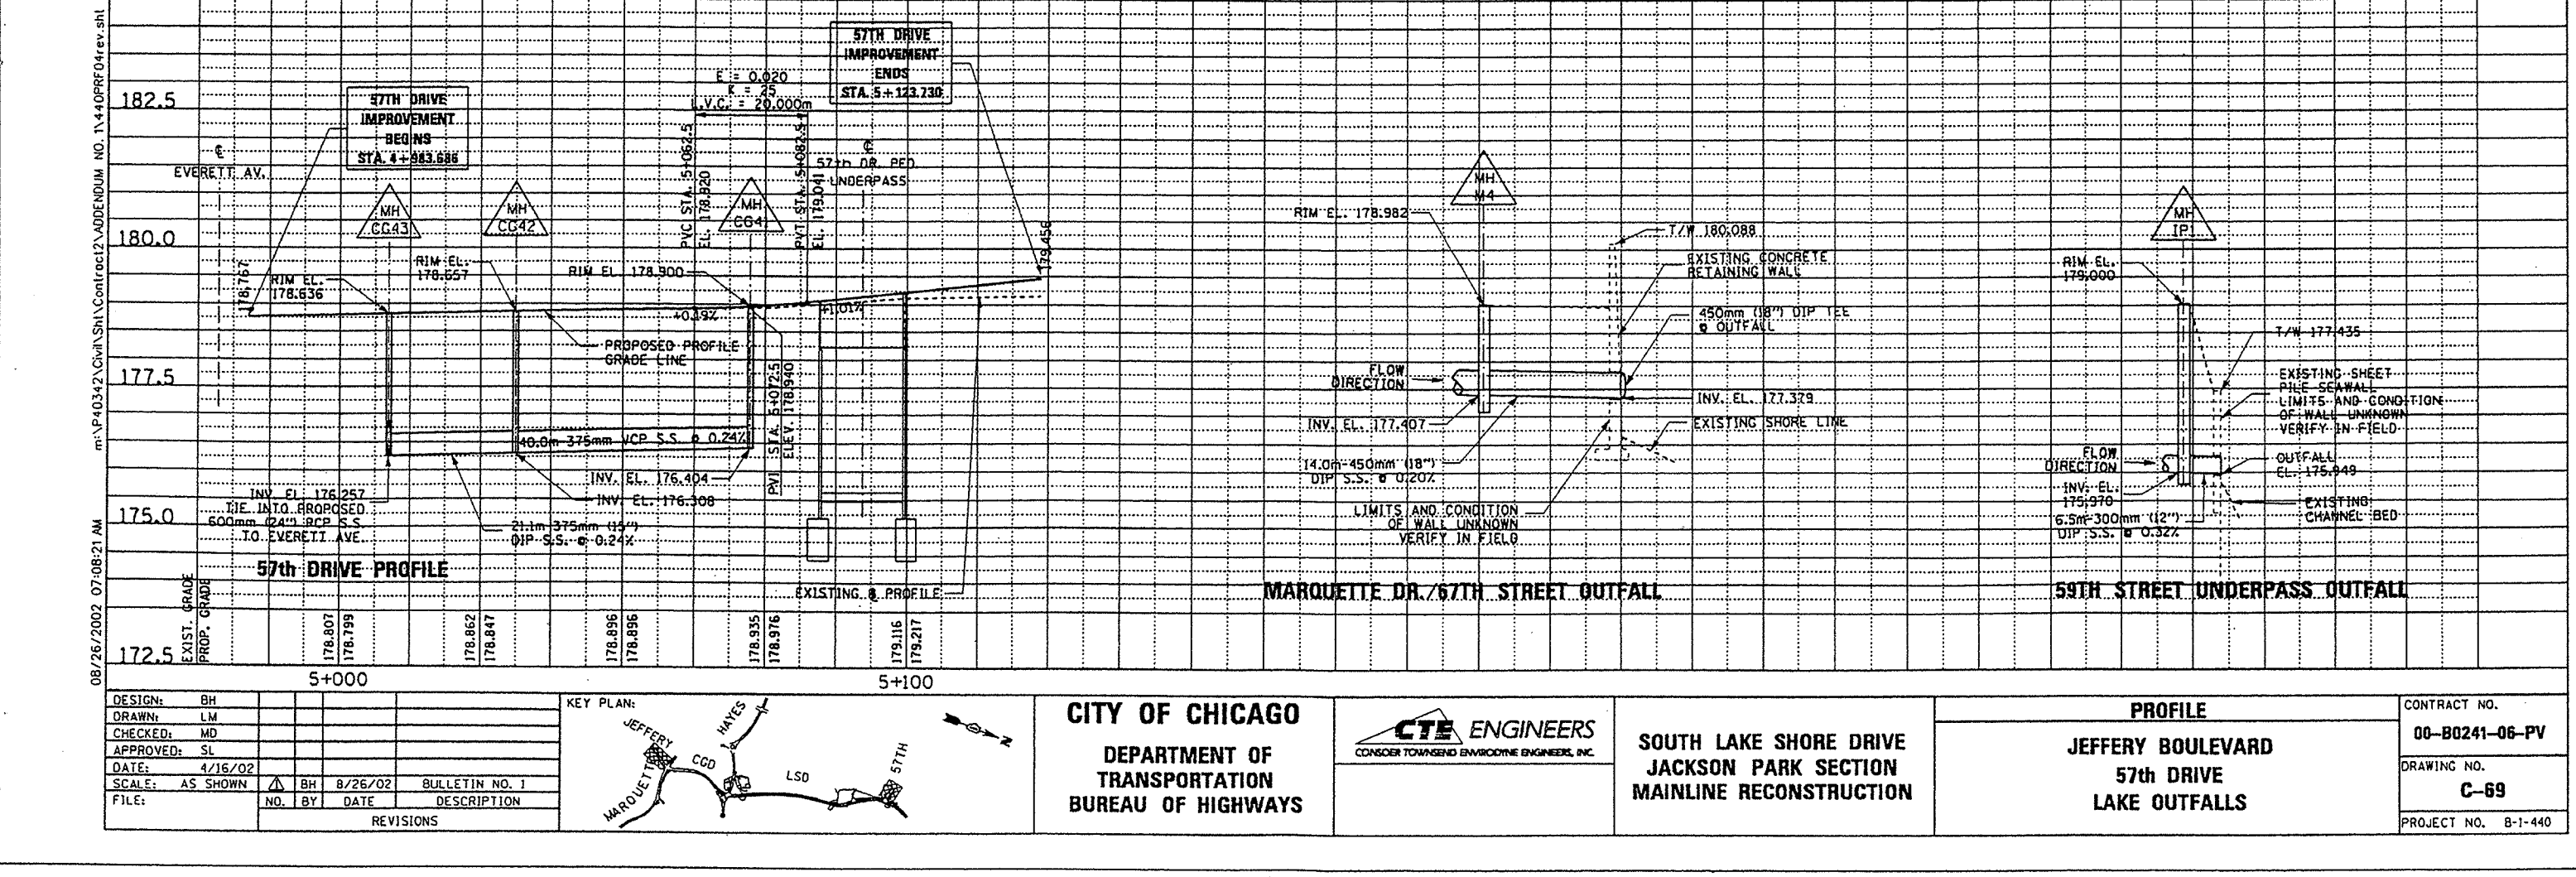 m:\P40342\Civil\Sht\Contract2\ADDENDUM NO. 1\440PRF04rev.sht
08/26/2002 07:08:21 AM
182.5
180.0
177.5
175.0
172.5
57TH DRIVE
IMPROVEMENT
BEGINS
STA. 4+983.686
℄
EVERETT AV.
178.767
MH
CG43
MH
CG42
MH
CG41
RIM EL.
178.636
RIM EL.
178.657
RIM EL. 178.900
E = 0.020
K = 25
L.V.C. = 20.000m
PVC STA. 5+062.5
EL. 178.820
PVT STA. 5+082.5
EL. 179.041
57TH DRIVE
IMPROVEMENT
ENDS
STA. 5+123.730
℄
57th DR. PED.
UNDERPASS
179.456
+0.19%
+1.01%
PROPOSED PROFILE
GRADE LINE
PVI STA. 5+072.5
ELEV. 178.940
40.0m-375mm VCP S.S. @ 0.24%
INV. EL. 176.404
INV. EL. 176.308
INV. EL. 176.257
TIE INTO PROPOSED
600mm (24") RCP S.S.
TO EVERETT AVE.
21.1m-375mm (15")
DIP S.S. @ 0.24%
57th DRIVE PROFILE
EXISTING ℄ PROFILE
EXIST. GRADE
PROP. GRADE
178.807
178.799
178.862
178.847
178.896
178.896
178.935
178.976
179.116
179.217
5+000
5+100
MH
M4
RIM EL. 178.982
T/W 180.088
EXISTING CONCRETE
RETAINING WALL
450mm (18") DIP TEE
@ OUTFALL
FLOW
DIRECTION
INV. EL. 177.379
INV. EL. 177.407
EXISTING SHORE LINE
14.0m-450mm (18")
DIP S.S. @ 0.20%
LIMITS AND CONDITION
OF WALL UNKNOWN
VERIFY IN FIELD
MARQUETTE DR./67TH STREET OUTFALL
MH
IP1
RIM EL.
179.000
T/W 177.435
EXISTING SHEET
PILE SEAWALL
LIMITS AND CONDITION
OF WALL UNKNOWN
VERIFY IN FIELD
FLOW
DIRECTION
OUTFALL
EL. 175.949
INV. EL.
175.970
6.5m-300mm (12")
DIP S.S. @ 0.32%
EXISTING
CHANNEL BED
59TH STREET UNDERPASS OUTFALL
DESIGN: BH
DRAWN: LM
CHECKED: MD
APPROVED: SL
DATE: 4/16/02
SCALE: AS SHOWN
FILE:
1 BH 8/26/02 BULLETIN NO. 1
NO. BY DATE DESCRIPTION
REVISIONS
KEY PLAN:
JEFFERY
HAYES
MARQUETT
CGD
LSD
57TH
N
CITY OF CHICAGO
DEPARTMENT OF
TRANSPORTATION
BUREAU OF HIGHWAYS
CTE ENGINEERS
CONSOER TOWNSEND ENVIRODYNE ENGINEERS, INC.
SOUTH LAKE SHORE DRIVE
JACKSON PARK SECTION
MAINLINE RECONSTRUCTION
PROFILE
JEFFERY BOULEVARD
57th DRIVE
LAKE OUTFALLS
CONTRACT NO.
00-B0241-06-PV
DRAWING NO.
C-69
PROJECT NO. B-1-440